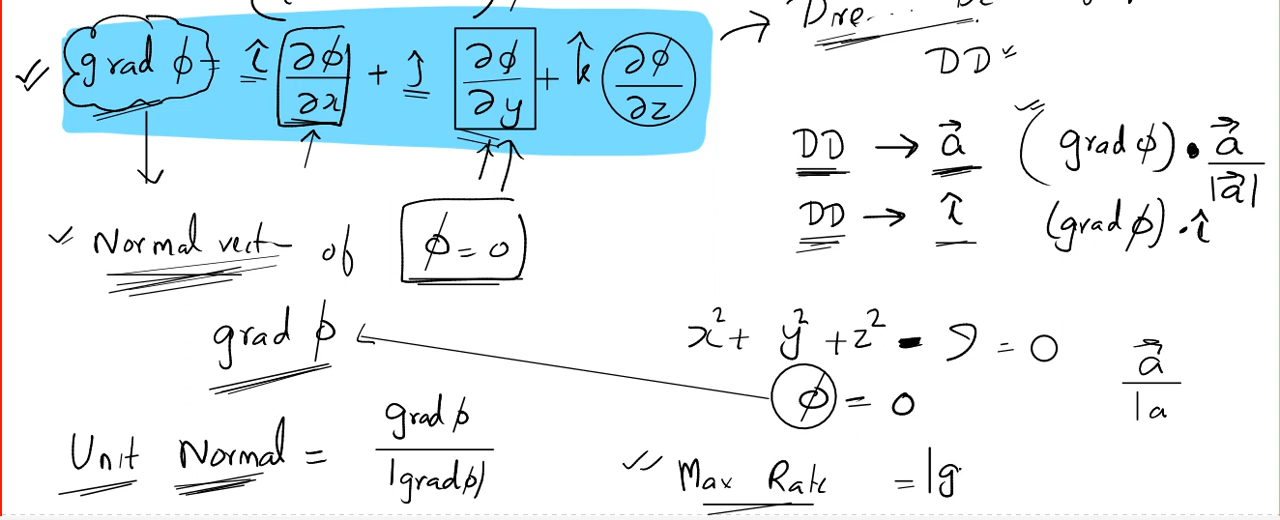 grad ϕ = î ∂ϕ/∂x + ĵ ∂ϕ/∂y + k̂ ∂ϕ/∂z
DD
DD → a⃗ (grad ϕ) • a⃗/|a⃗|
DD → î (grad ϕ) . î
Normal vect of ϕ = 0
grad ϕ
x² + y² + z² - 9 = 0
ϕ = 0
a⃗/|a
Unit Normal = grad ϕ/|grad ϕ|
Max Rate = |g